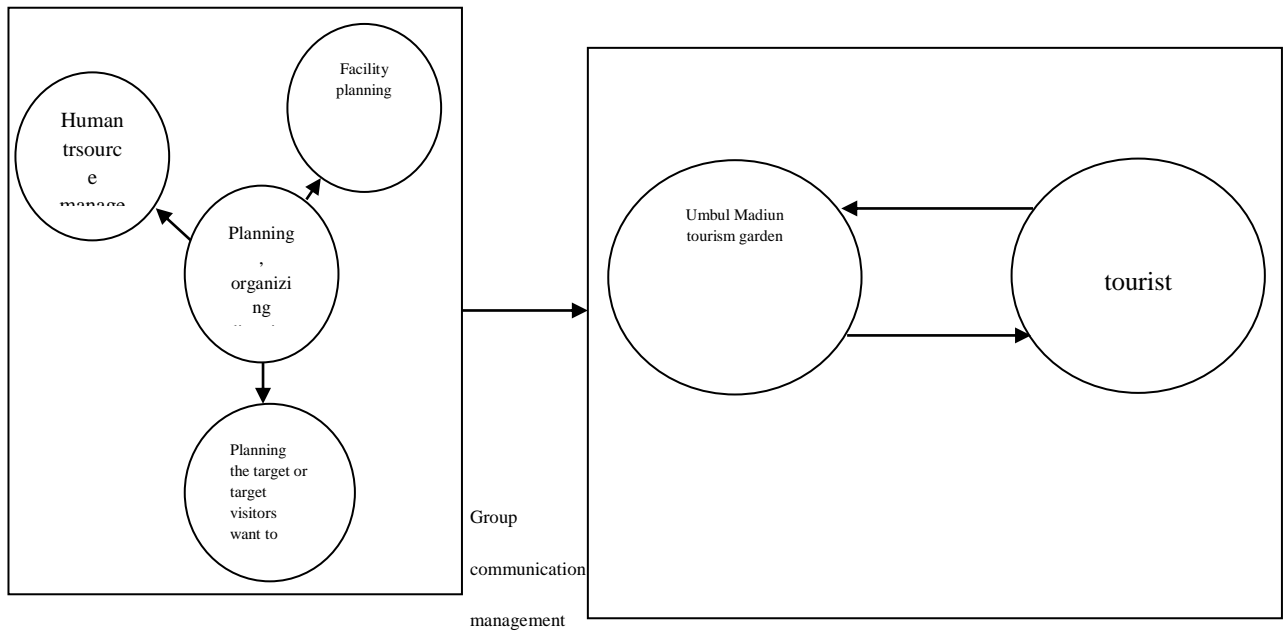 Facility
planning
Human
trsourc
e
manage
Planning
,
organizi
ng
Planning
the target or
target
visitors
want to
Group
communication
management
Umbul Madiun
tourism garden
tourist